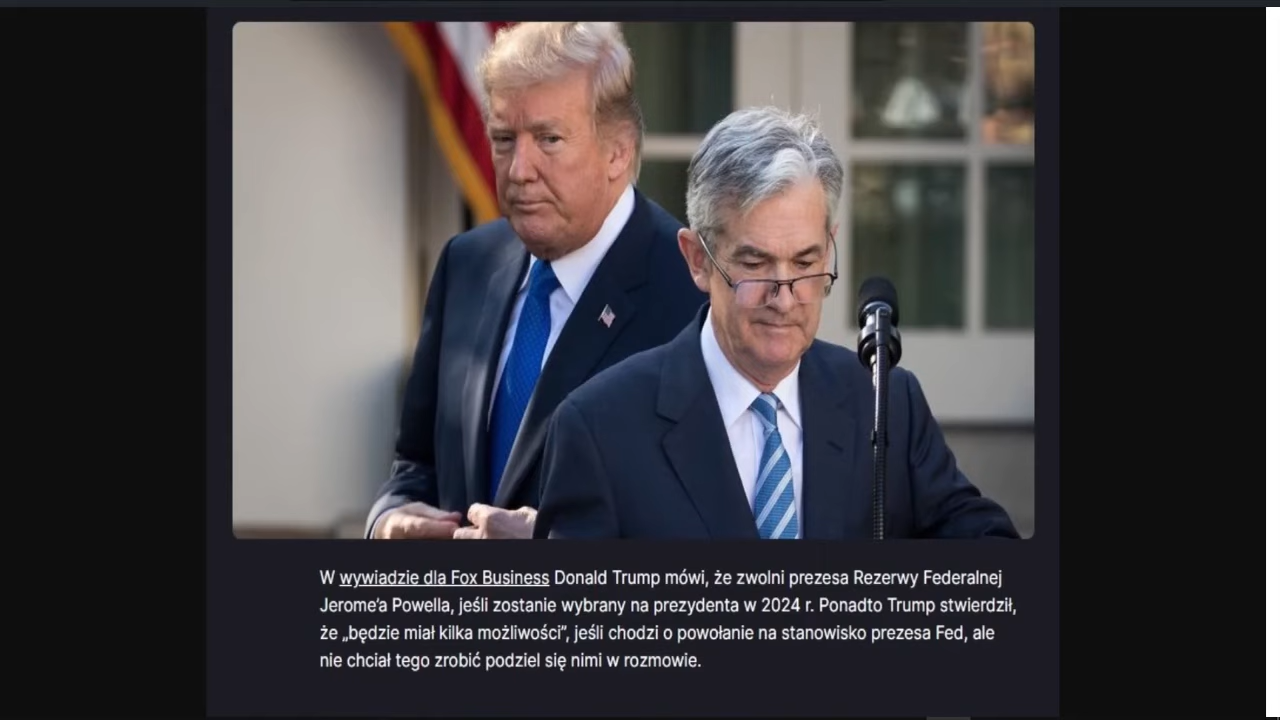 W wywiadzie dla Fox Business Donald Trump mówi, że zwolni prezesa Rezerwy Federalnej
Jerome’a Powella, jeśli zostanie wybrany na prezydenta w 2024 r. Ponadto Trump stwierdził,
że „będzie miał kilka możliwości”, jeśli chodzi o powołanie na stanowisko prezesa Fed, ale
nie chciał tego zrobić podziel się nimi w rozmowie.